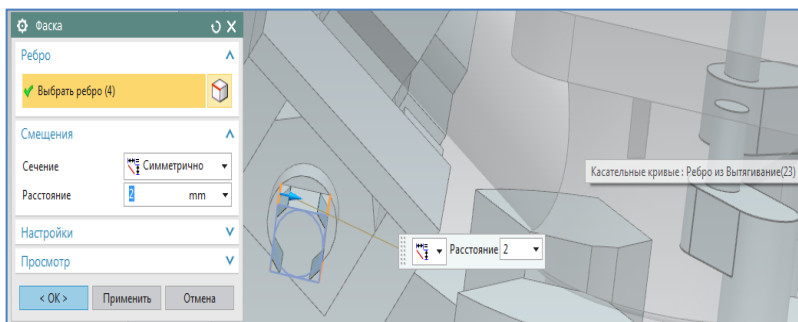 Фаска
Ребро
Выбрать ребро (4)
Смещения
Сечение Симметрично
Расстояние 2 mm
Настройки
Просмотр
< ОК > Применить Отмена
Касательные кривые : Ребро из Вытягивание(23)
Расстояние 2